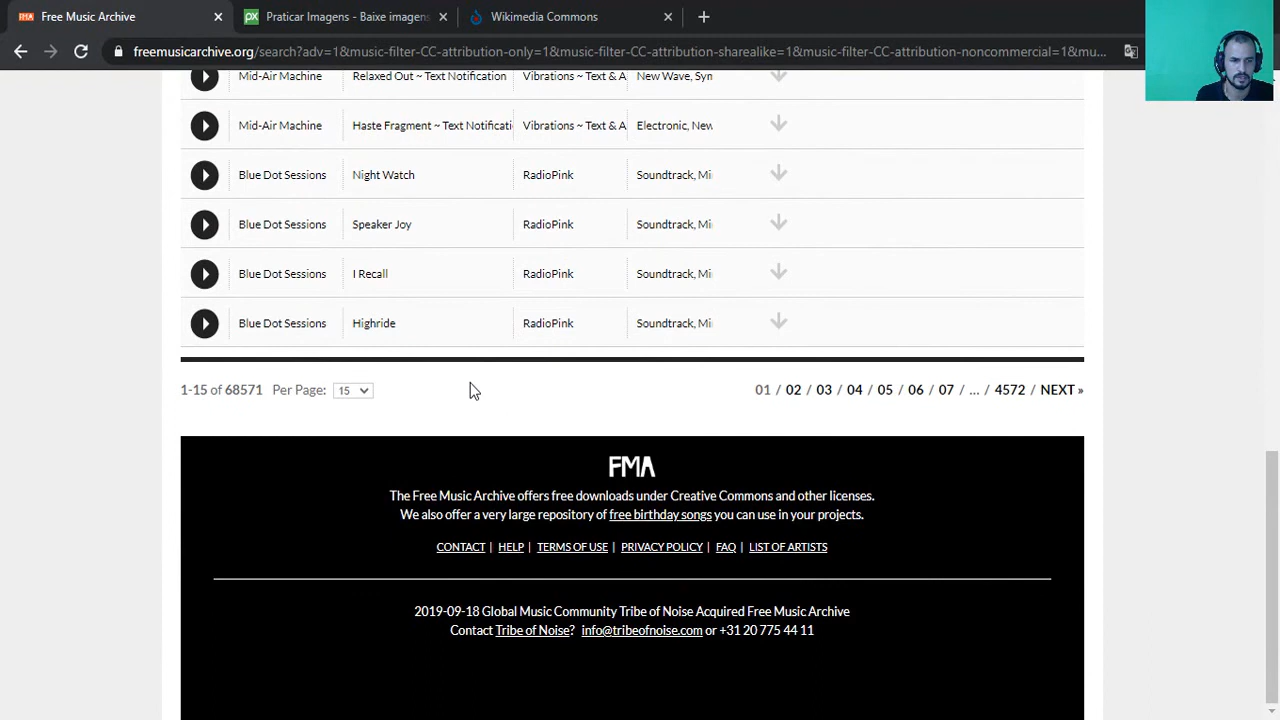 Free Music Archive
Praticar Imagens - Baixe imagens
Wikimedia Commons
freemusicarchive.org/search?adv=1&music-filter-CC-attribution-only=1&music-filter-CC-attribution-sharealike=1&music-filter-CC-attribution-noncommercial=1&mu...
Mid-Air Machine Relaxed Out ~ Text Notification Vibrations ~ Text & A New Wave, Syn
Mid-Air Machine Haste Fragment ~ Text Notificati Vibrations ~ Text & A Electronic, New
Blue Dot Sessions Night Watch RadioPink Soundtrack, Mi
Blue Dot Sessions Speaker Joy RadioPink Soundtrack, Mi
Blue Dot Sessions I Recall RadioPink Soundtrack, Mi
Blue Dot Sessions Highride RadioPink Soundtrack, Mi
1-15 of 68571 Per Page: 15 01 / 02 / 03 / 04 / 05 / 06 / 07 / ... / 4572 / NEXT »
FMA
The Free Music Archive offers free downloads under Creative Commons and other licenses.
We also offer a very large repository of free birthday songs you can use in your projects.
CONTACT | HELP | TERMS OF USE | PRIVACY POLICY | FAQ | LIST OF ARTISTS
2019-09-18 Global Music Community Tribe of Noise Acquired Free Music Archive
Contact Tribe of Noise? info@tribeofnoise.com or +31 20 775 44 11